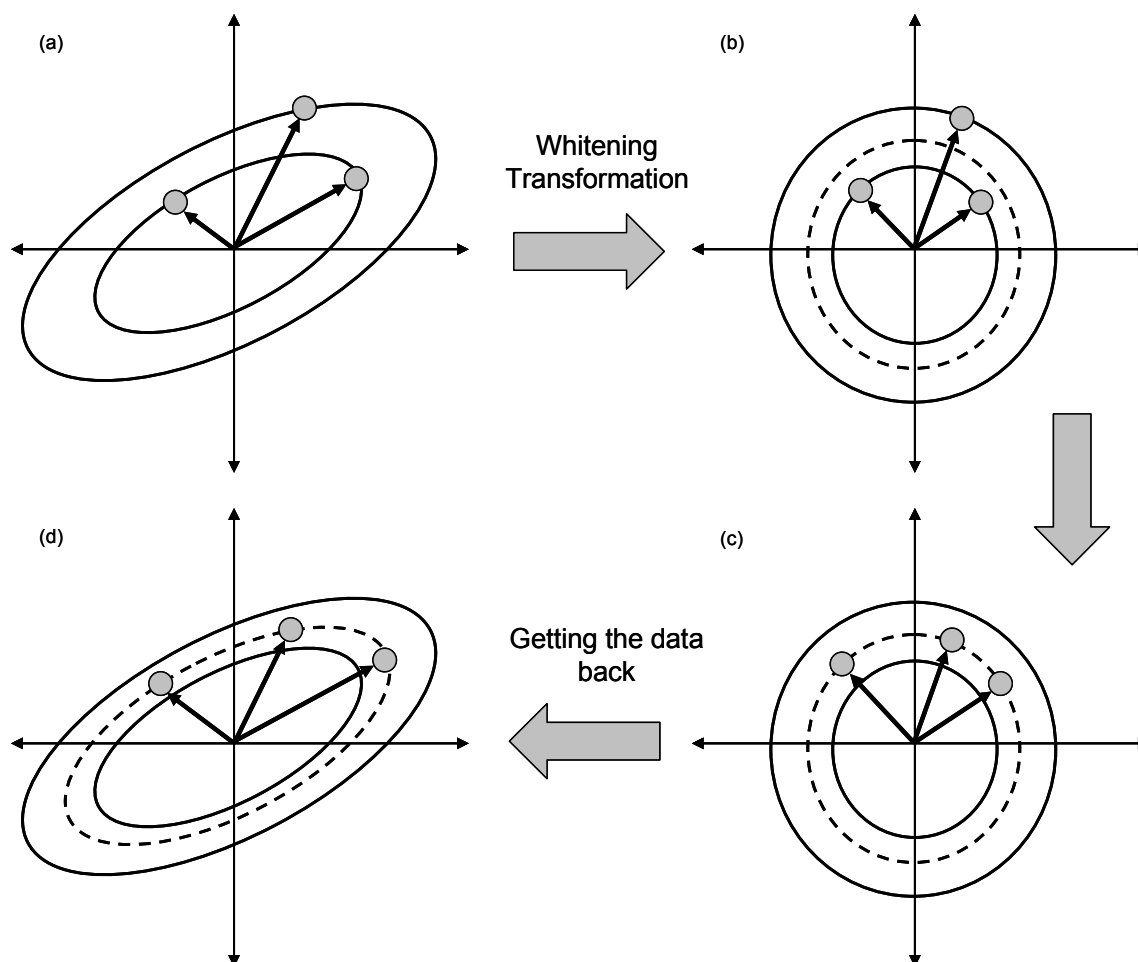 (a)
(b)
Whitening
Transformation
(d)
(c)
Getting the data
back